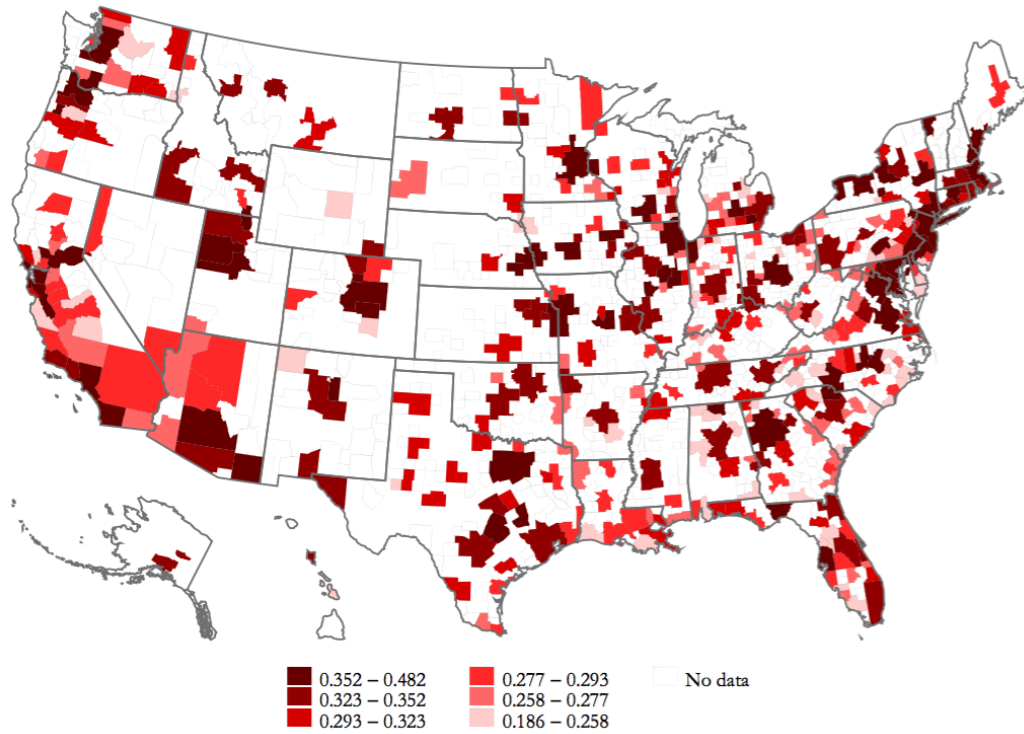 0.352 – 0.482
0.323 – 0.352
0.293 – 0.323
0.277 – 0.293
0.258 – 0.277
0.186 – 0.258
No data